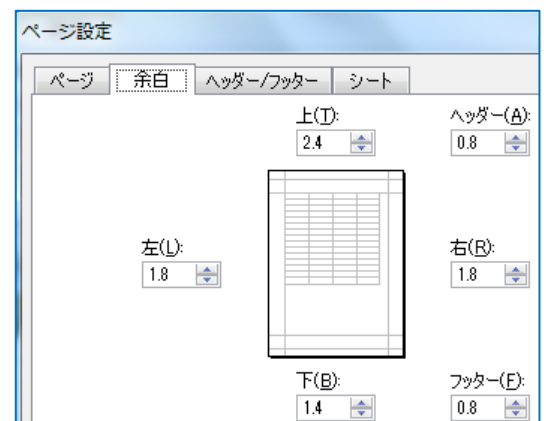 ページ設定
ページ 余白 ヘッダー/フッター シート
上(T): ヘッダー(A):
2.4 0.8
左(L): 右(R):
1.8 1.8
下(B): フッター(F):
1.4 0.8